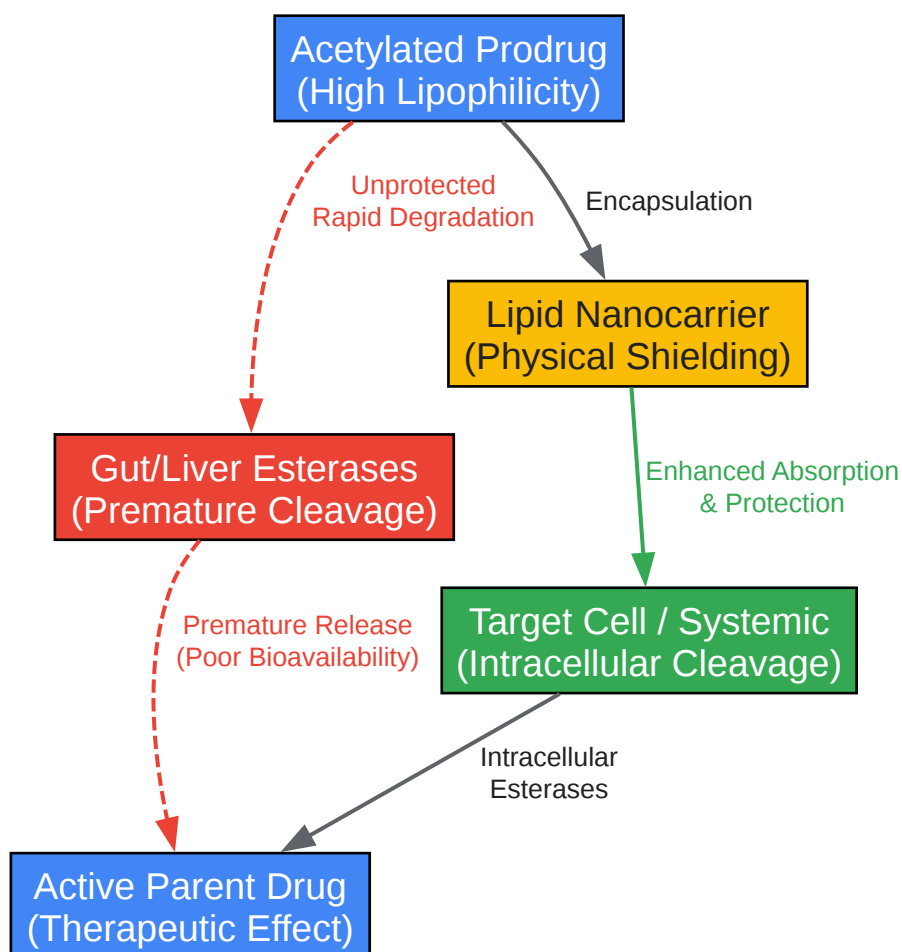 Acetylated Prodrug
(High Lipophilicity)
Unprotected
Rapid Degradation
Encapsulation
Lipid Nanocarrier
(Physical Shielding)
Gut/Liver Esterases
(Premature Cleavage)
Enhanced Absorption
& Protection
Target Cell / Systemic
(Intracellular Cleavage)
Premature Release
(Poor Bioavailability)
Intracellular
Esterases
Active Parent Drug
(Therapeutic Effect)